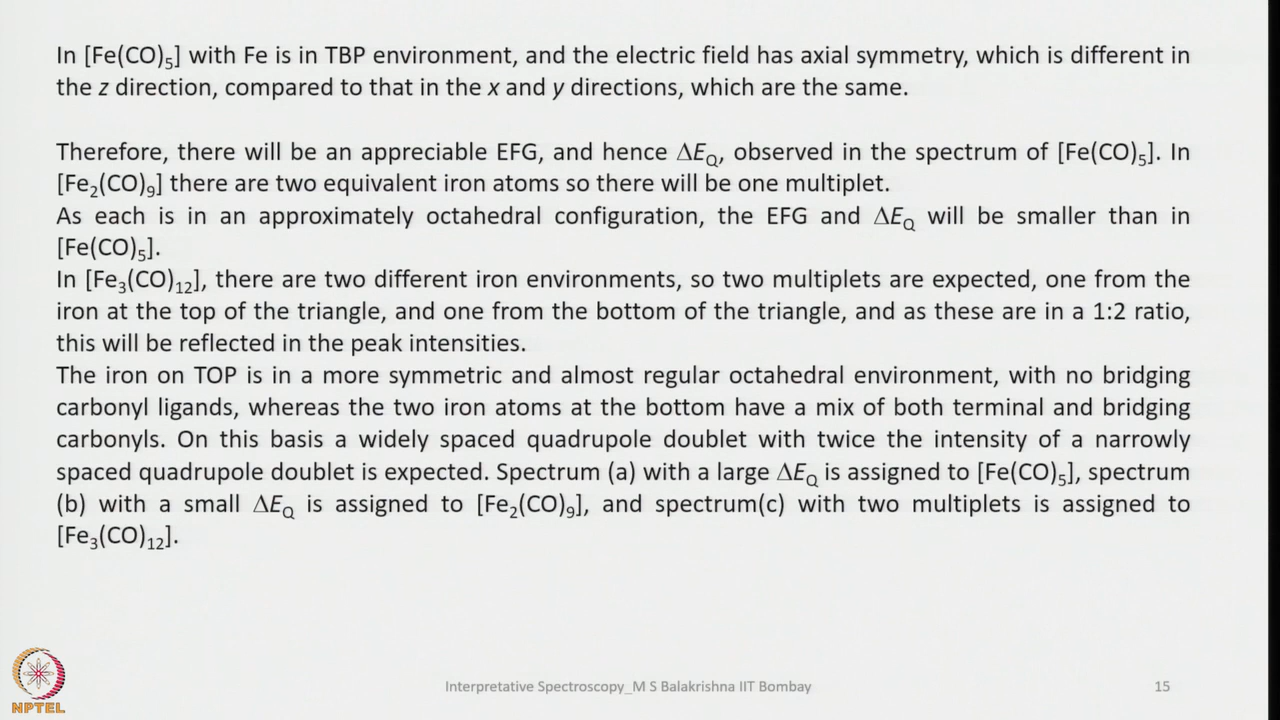 In [Fe(CO)₅] with Fe is in TBP environment, and the electric field has axial symmetry, which is different in
the z direction, compared to that in the x and y directions, which are the same.
Therefore, there will be an appreciable EFG, and hence ΔE_Q, observed in the spectrum of [Fe(CO)₅]. In
[Fe₂(CO)₉] there are two equivalent iron atoms so there will be one multiplet.
As each is in an approximately octahedral configuration, the EFG and ΔE_Q will be smaller than in
[Fe(CO)₅].
In [Fe₃(CO)₁₂], there are two different iron environments, so two multiplets are expected, one from the
iron at the top of the triangle, and one from the bottom of the triangle, and as these are in a 1:2 ratio,
this will be reflected in the peak intensities.
The iron on TOP is in a more symmetric and almost regular octahedral environment, with no bridging
carbonyl ligands, whereas the two iron atoms at the bottom have a mix of both terminal and bridging
carbonyls. On this basis a widely spaced quadrupole doublet with twice the intensity of a narrowly
spaced quadrupole doublet is expected. Spectrum (a) with a large ΔE_Q is assigned to [Fe(CO)₅], spectrum
(b) with a small ΔE_Q is assigned to [Fe₂(CO)₉], and spectrum(c) with two multiplets is assigned to
[Fe₃(CO)₁₂].
NPTEL
Interpretative Spectroscopy_M S Balakrishna IIT Bombay
15